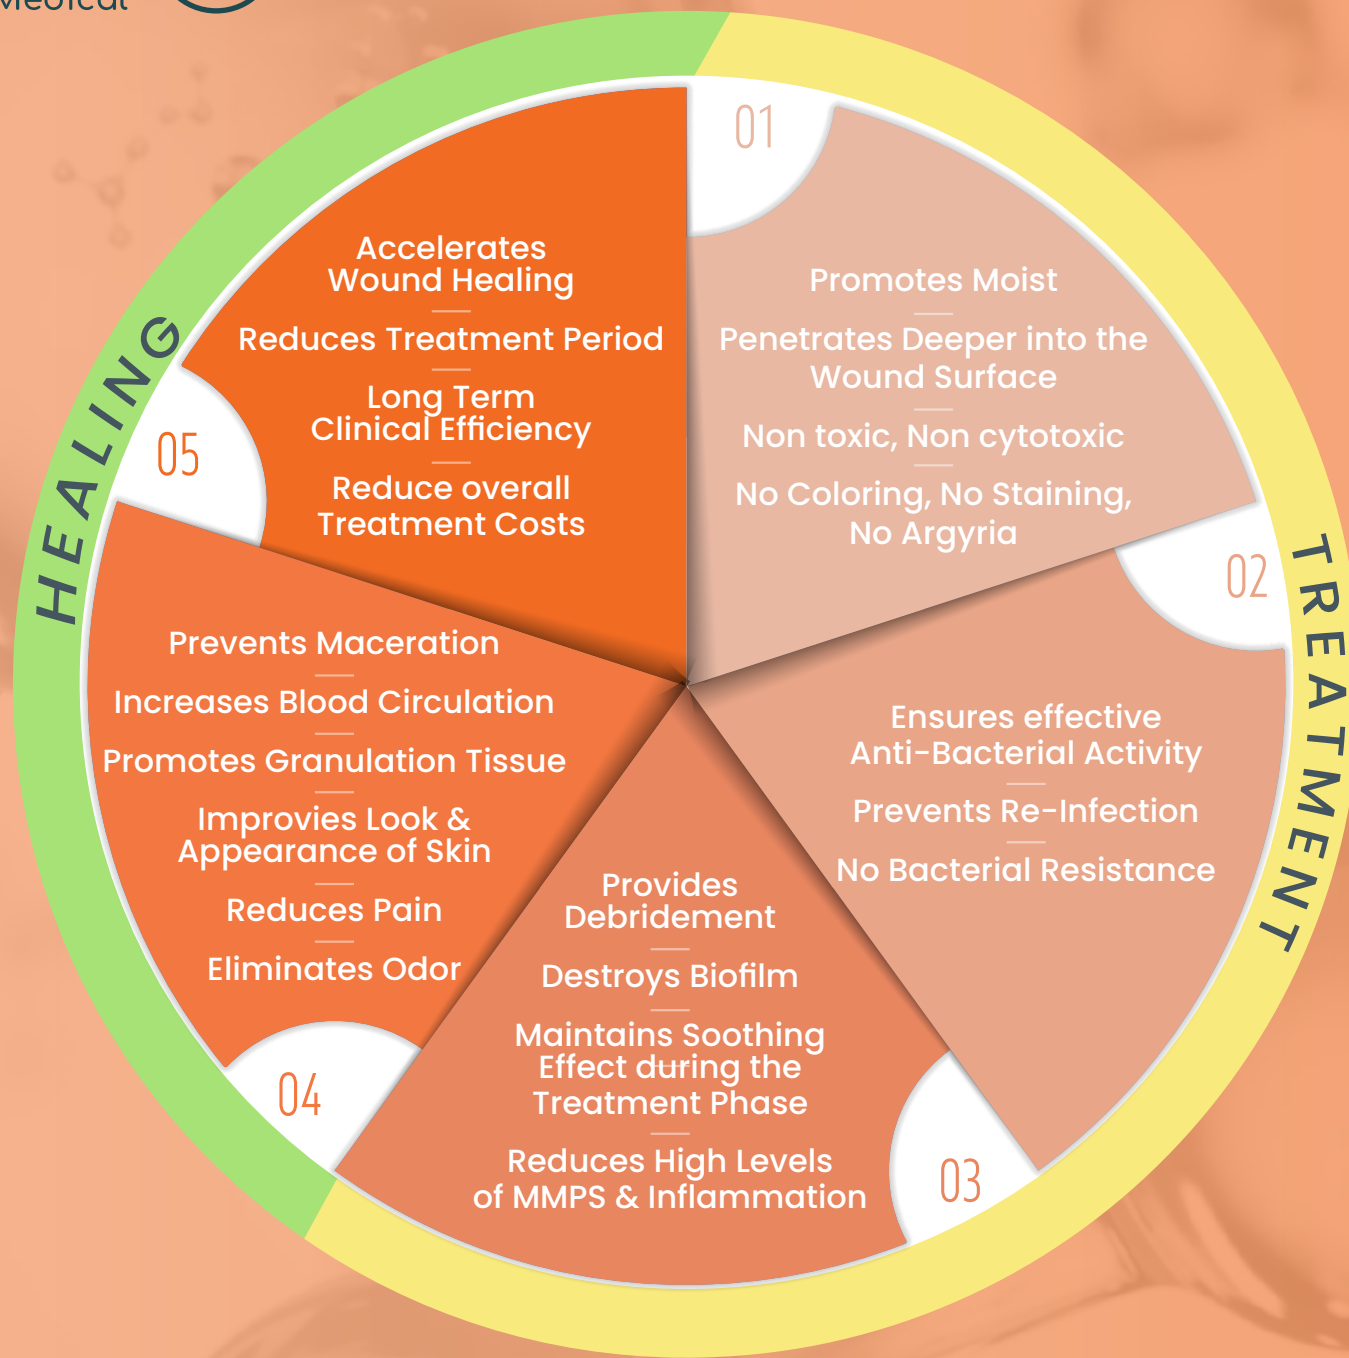 Medical
01
Promotes Moist
Penetrates Deeper into the
Wound Surface
Non toxic, Non cytotoxic
No Coloring, No Staining,
No Argyria
02
Ensures effective
Anti-Bacterial Activity
Prevents Re-Infection
No Bacterial Resistance
03
Provides
Debridement
Destroys Biofilm
Maintains Soothing
Effect during the
Treatment Phase
Reduces High Levels
of MMPS & Inflammation
04
Prevents Maceration
Increases Blood Circulation
Promotes Granulation Tissue
Improvies Look &
Appearance of Skin
Reduces Pain
Eliminates Odor
05
Accelerates
Wound Healing
Reduces Treatment Period
Long Term
Clinical Efficiency
Reduce overall
Treatment Costs
HEALING
TREATMENT